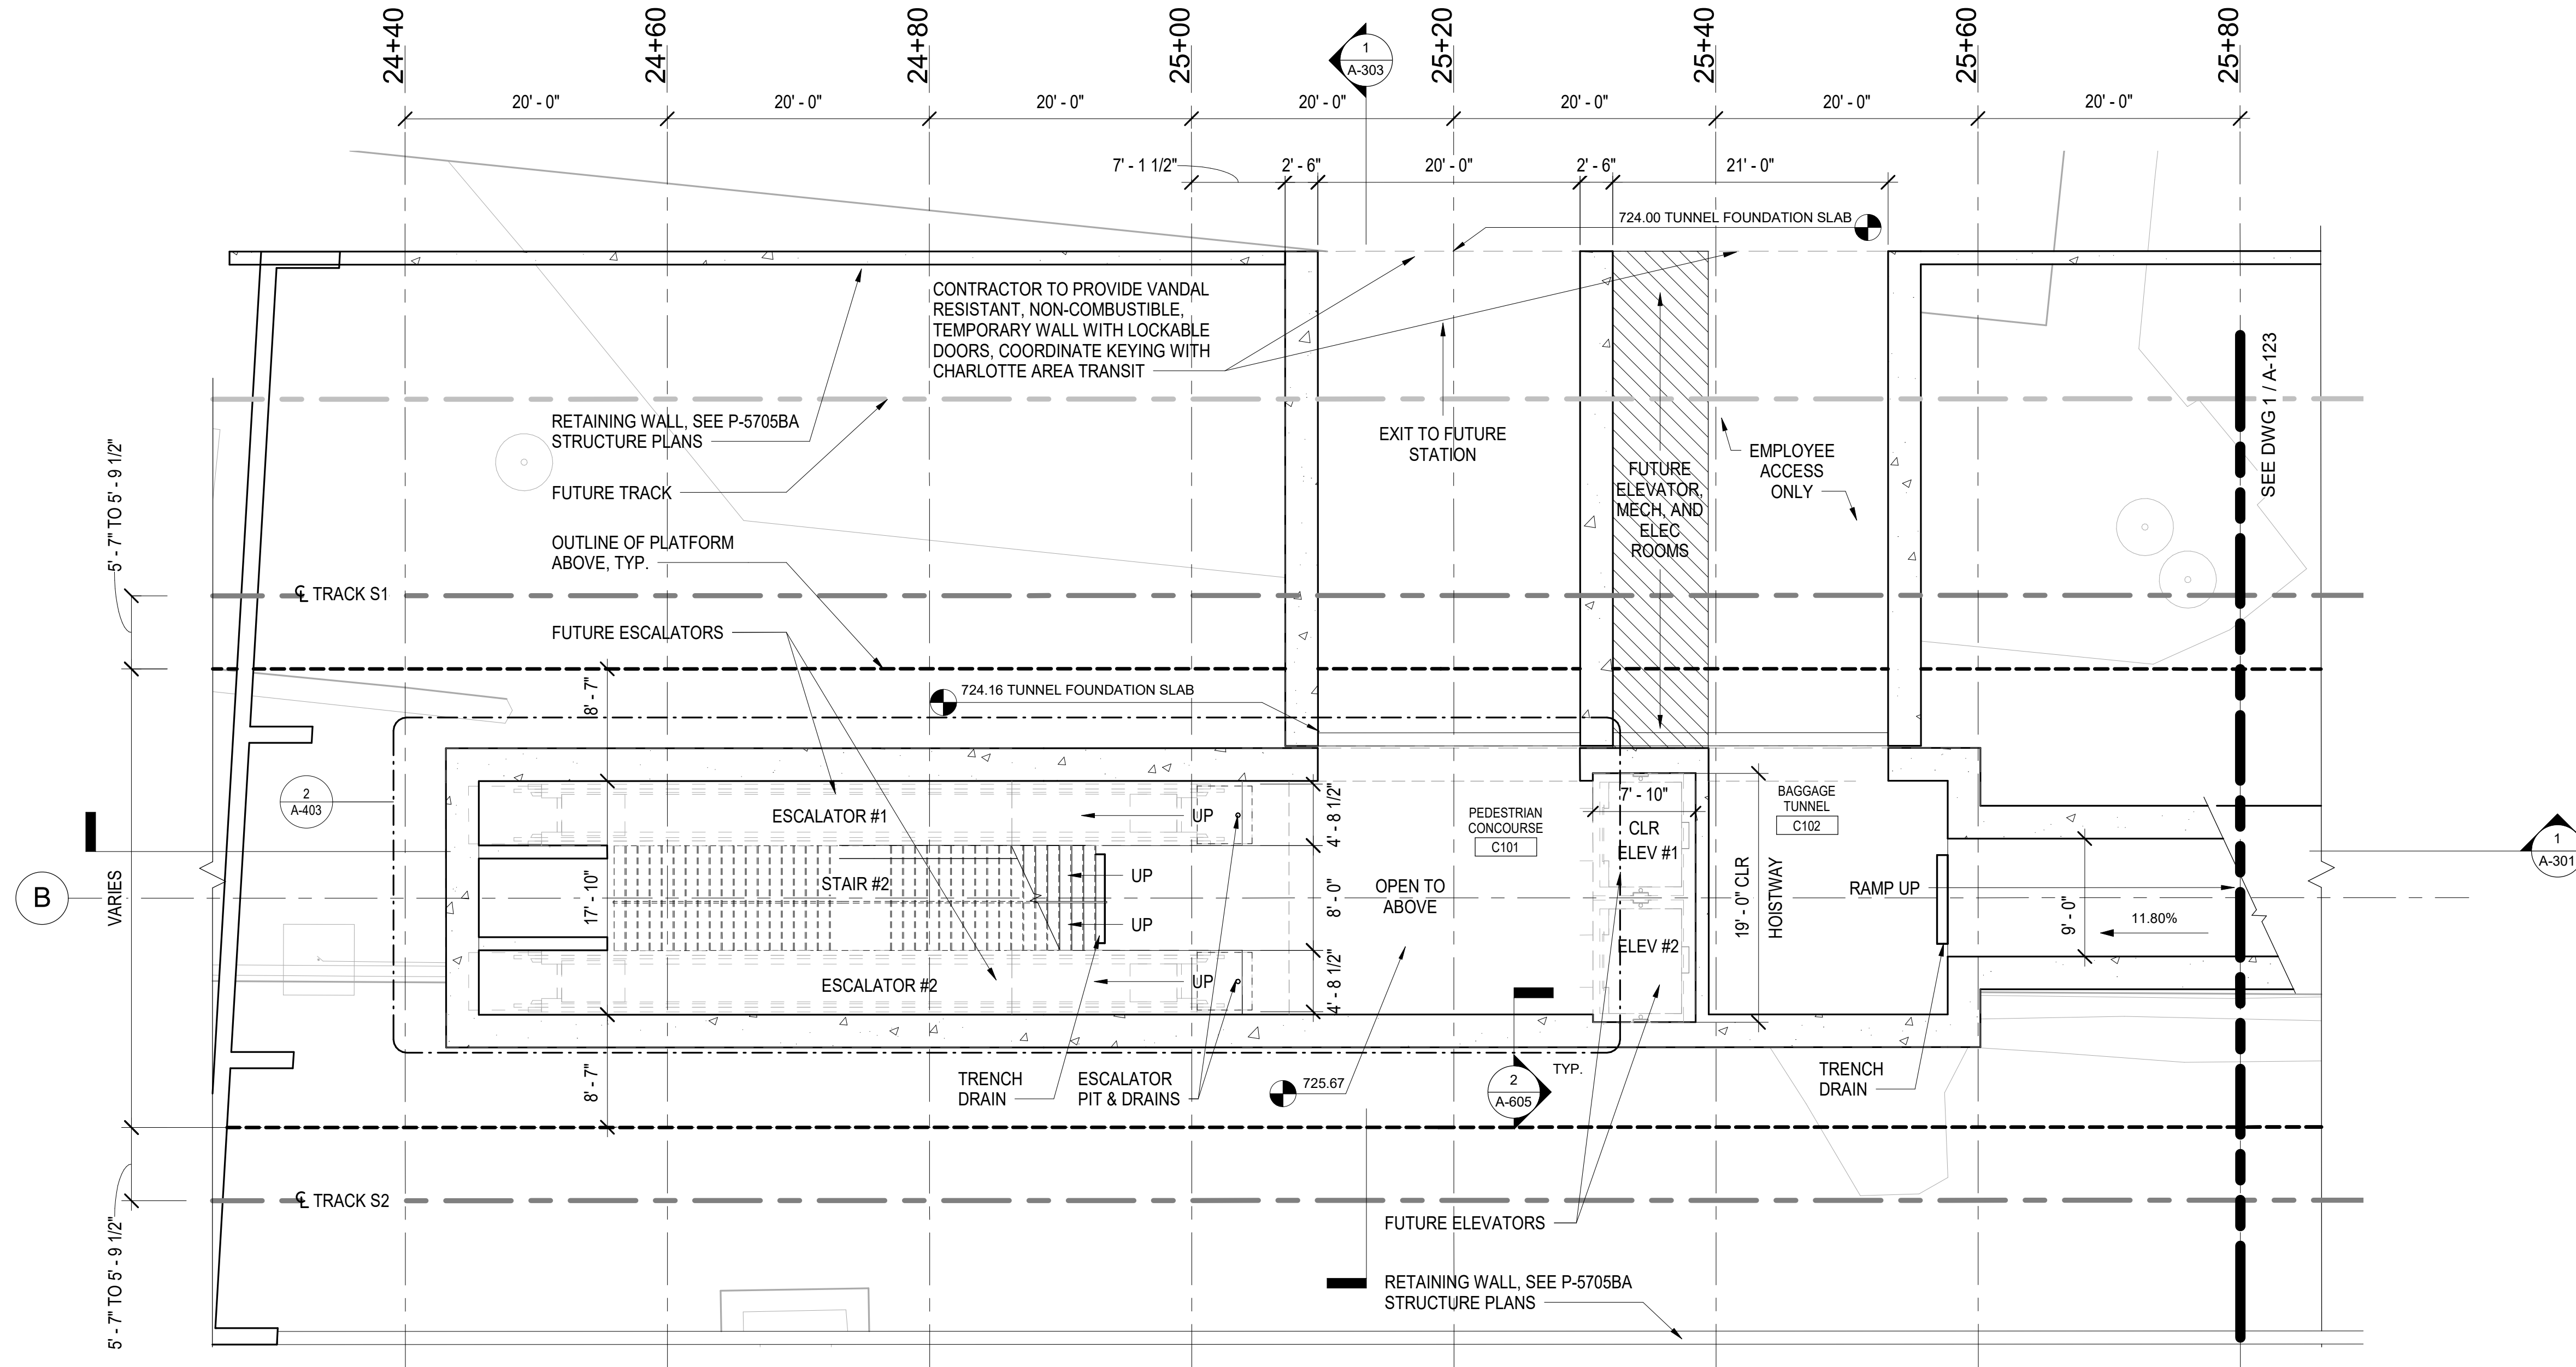 24+40
24+60
24+80
25+00
25+20
25+40
25+60
25+80
1
A-303
20' - 0"
20' - 0"
20' - 0"
20' - 0"
20' - 0"
20' - 0"
20' - 0"
7' - 1 1/2"
2' - 6"
20' - 0"
2' - 6"
21' - 0"
724.00 TUNNEL FOUNDATION SLAB
CONTRACTOR TO PROVIDE VANDAL
RESISTANT, NON-COMBUSTIBLE,
TEMPORARY WALL WITH LOCKABLE
DOORS, COORDINATE KEYING WITH
CHARLOTTE AREA TRANSIT
SEE DWG 1 / A-123
RETAINING WALL, SEE P-5705BA
STRUCTURE PLANS
EXIT TO FUTURE
STATION
FUTURE
ELEVATOR,
MECH, AND
ELEC
ROOMS
EMPLOYEE
ACCESS
ONLY
FUTURE TRACK
5' - 7" TO 5' - 9 1/2"
OUTLINE OF PLATFORM
ABOVE, TYP.
℄ TRACK S1
FUTURE ESCALATORS
8' - 7"
724.16 TUNNEL FOUNDATION SLAB
2
A-403
ESCALATOR #1
UP
4' - 8 1/2"
PEDESTRIAN
CONCOURSE
C101
7' - 10"
CLR
ELEV #1
BAGGAGE
TUNNEL
C102
1
A-301
B
VARIES
17' - 10"
STAIR #2
UP
UP
8' - 0"
OPEN TO
ABOVE
19' - 0" CLR
HOISTWAY
RAMP UP
9' - 0"
11.80%
ELEV #2
ESCALATOR #2
UP
4' - 8 1/2"
8' - 7"
TRENCH
DRAIN
ESCALATOR
PIT & DRAINS
725.67
2
A-605
TYP.
TRENCH
DRAIN
℄ TRACK S2
FUTURE ELEVATORS
5' - 7" TO 5' - 9 1/2"
RETAINING WALL, SEE P-5705BA
STRUCTURE PLANS